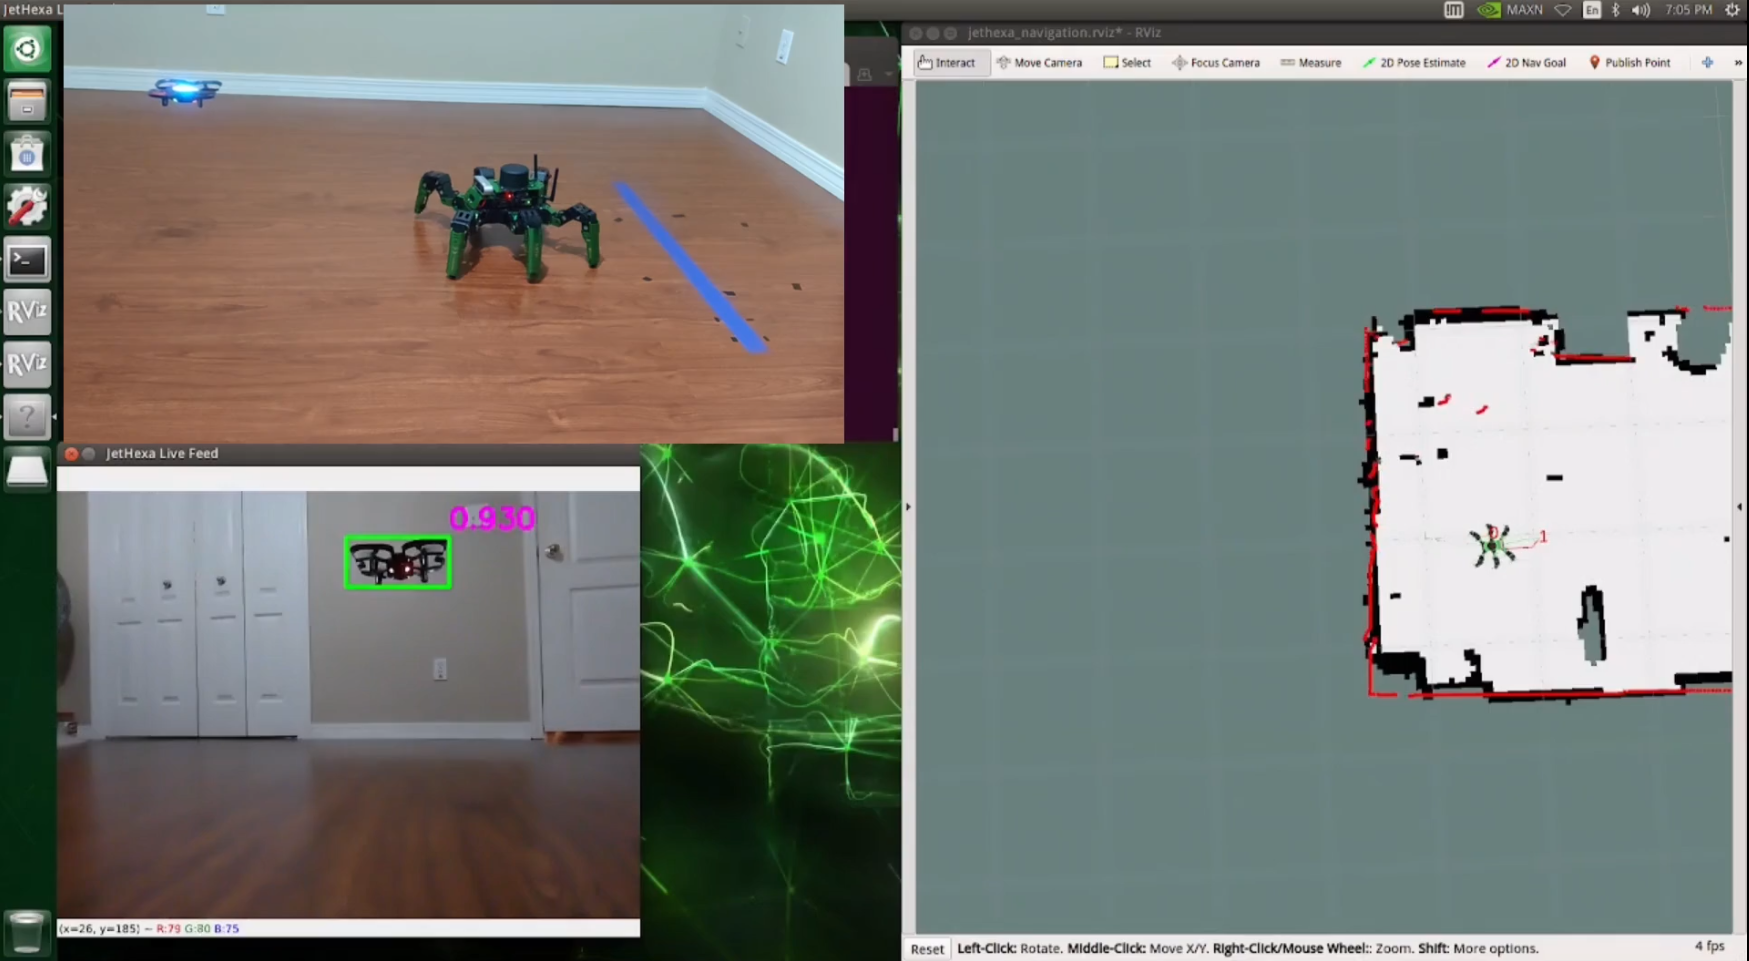 JetHexa L
MAXN En 7:05 PM
jethexa_navigation.rviz* - RViz
Interact Move Camera Select Focus Camera Measure 2D Pose Estimate 2D Nav Goal Publish Point »
RViz
RViz
JetHexa Live Feed
0.930
0 1
(x=26, y=185) ~ R:79 G:80 B:75
Reset Left-Click: Rotate. Middle-Click: Move X/Y. Right-Click/Mouse Wheel:: Zoom. Shift: More options. 4 fps